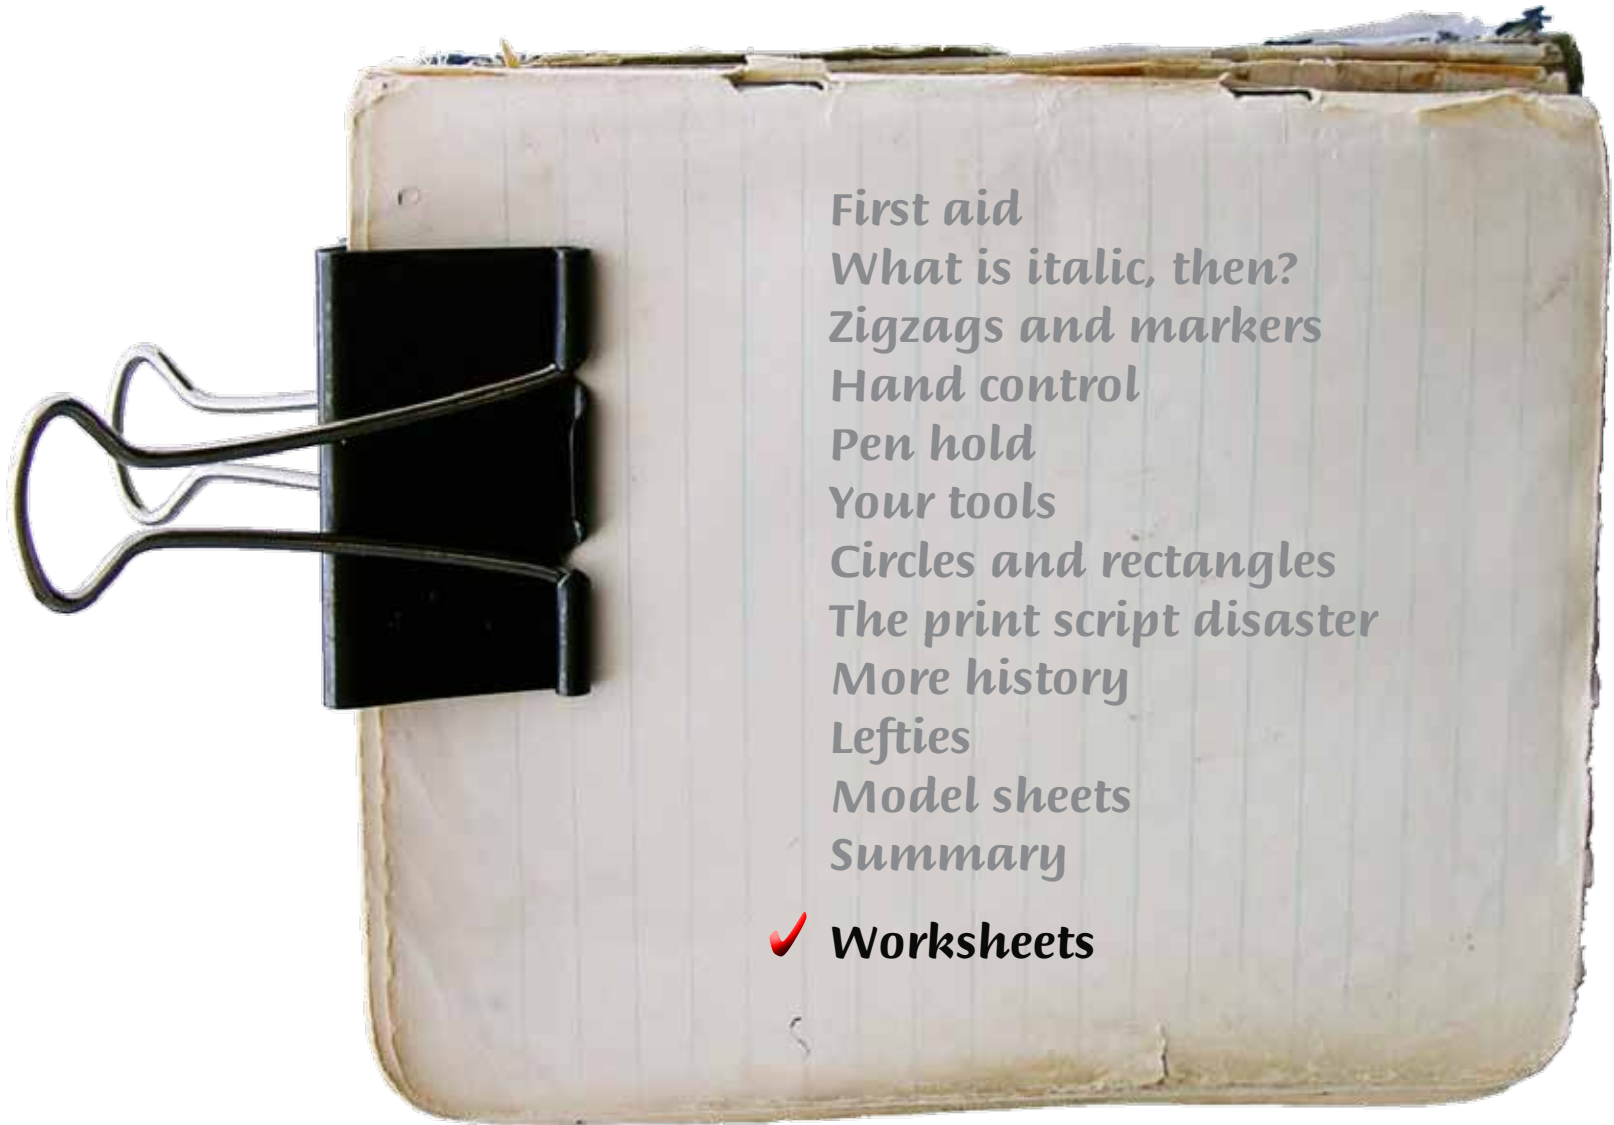 First aid
What is italic, then?
Zigzags and markers
Hand control
Pen hold
Your tools
Circles and rectangles
The print script disaster
More history
Lefties
Model sheets
Summary
Worksheets